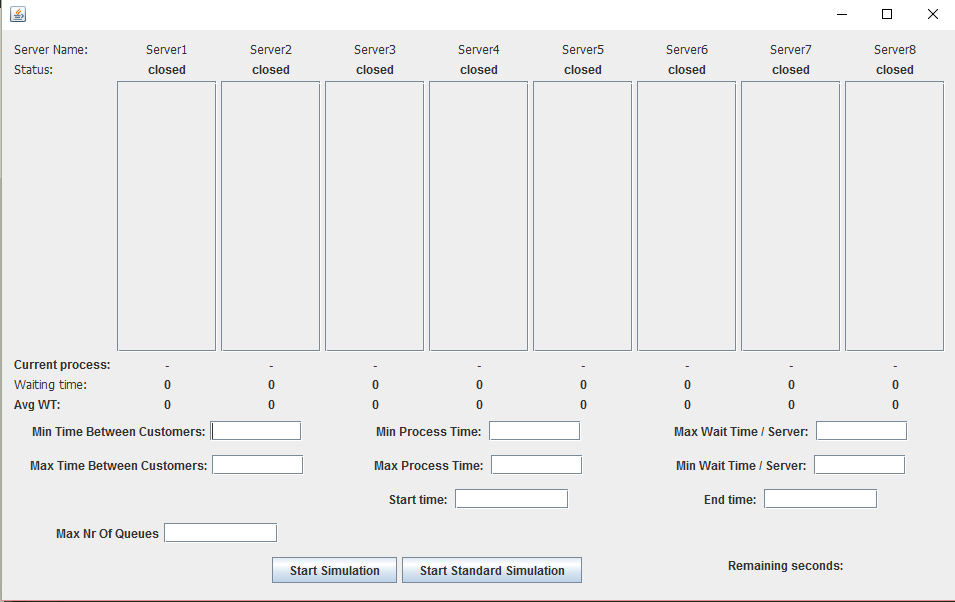 Server Name: Server1 Server2 Server3 Server4 Server5 Server6 Server7 Server8
Status: closed closed closed closed closed closed closed closed
Current process: - - - - - - - -
Waiting time: 0 0 0 0 0 0 0 0
Avg WT: 0 0 0 0 0 0 0 0
Min Time Between Customers: Min Process Time: Max Wait Time / Server:
Max Time Between Customers: Max Process Time: Min Wait Time / Server:
Start time: End time:
Max Nr Of Queues
Start Simulation Start Standard Simulation Remaining seconds: